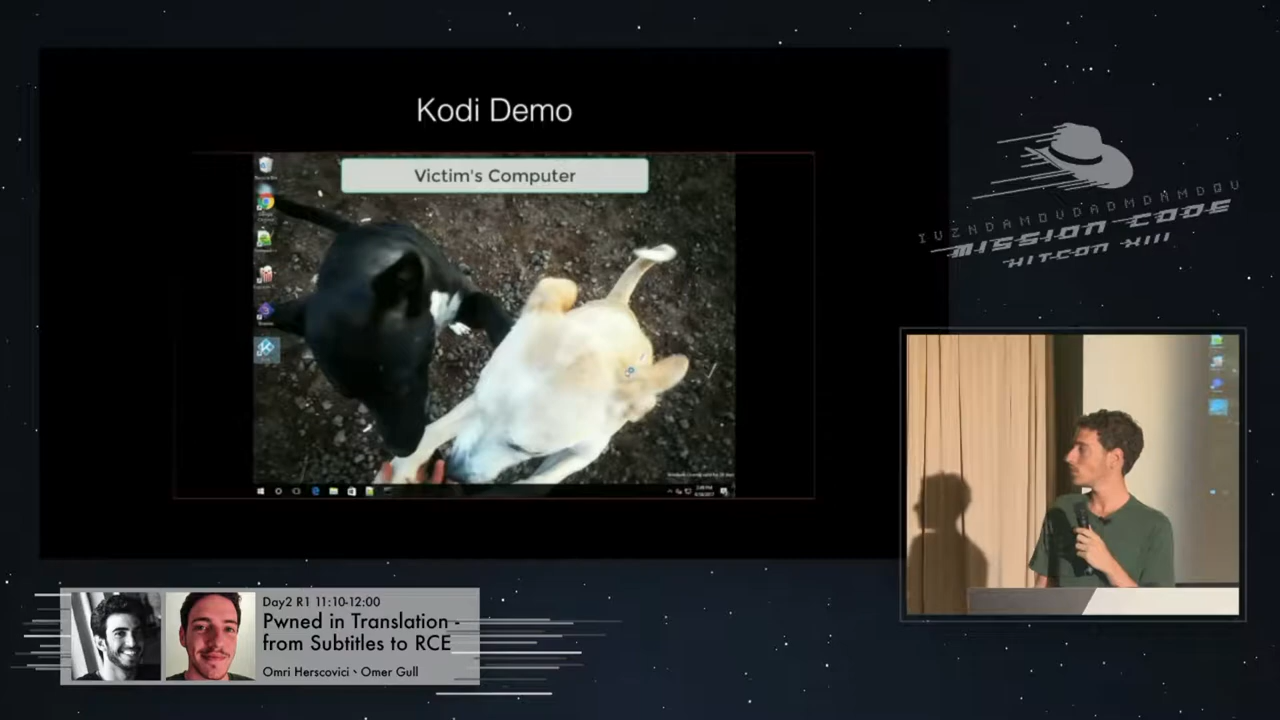 Kodi Demo
Victim's Computer
IVZNDAMQVDADMDNMDQU
MISSION CODE
HITCON XIII
Day2 R1 11:10-12:00
Pwned in Translation -
from Subtitles to RCE
Omri Herscovici、Omer Gull